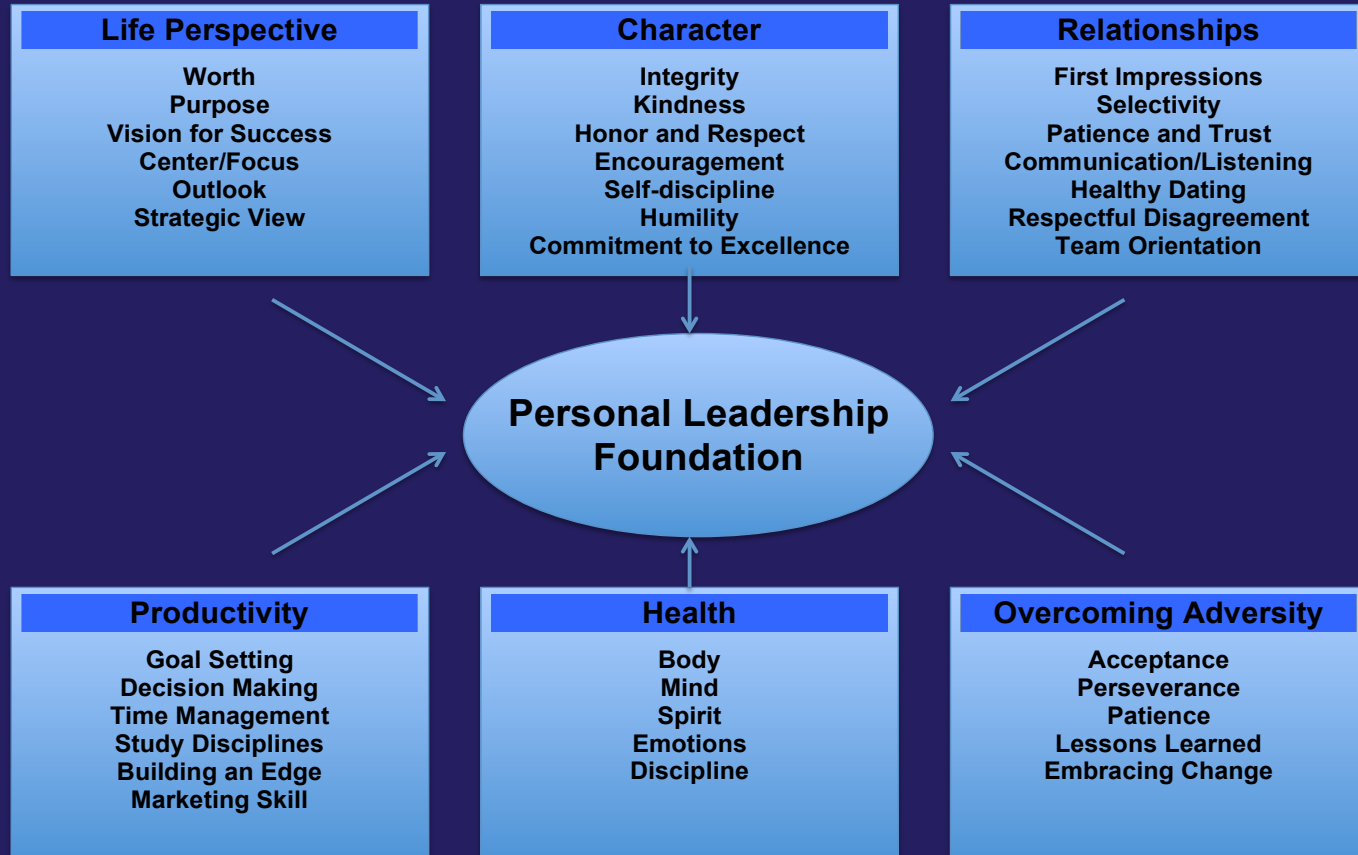 Life Perspective
Worth
Purpose
Vision for Success
Center/Focus
Outlook
Strategic View
Character
Integrity
Kindness
Honor and Respect
Encouragement
Self-discipline
Humility
Commitment to Excellence
Relationships
First Impressions
Selectivity
Patience and Trust
Communication/Listening
Healthy Dating
Respectful Disagreement
Team Orientation
Personal Leadership
Foundation
Productivity
Goal Setting
Decision Making
Time Management
Study Disciplines
Building an Edge
Marketing Skill
Health
Body
Mind
Spirit
Emotions
Discipline
Overcoming Adversity
Acceptance
Perseverance
Patience
Lessons Learned
Embracing Change